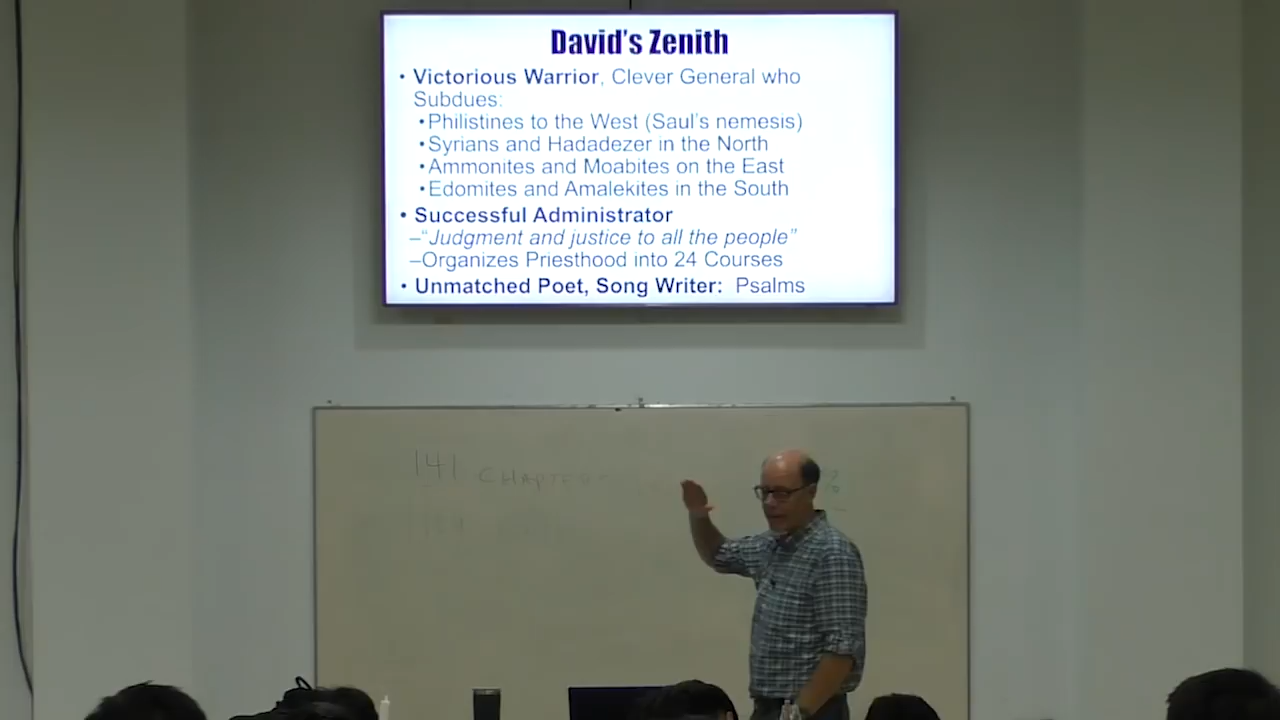 David's Zenith
• Victorious Warrior, Clever General who
Subdues:
• Philistines to the West (Saul's nemesis)
• Syrians and Hadadezer in the North
• Ammonites and Moabites on the East
• Edomites and Amalekites in the South
• Successful Administrator
–"Judgment and justice to all the people"
–Organizes Priesthood into 24 Courses
• Unmatched Poet, Song Writer: Psalms
141